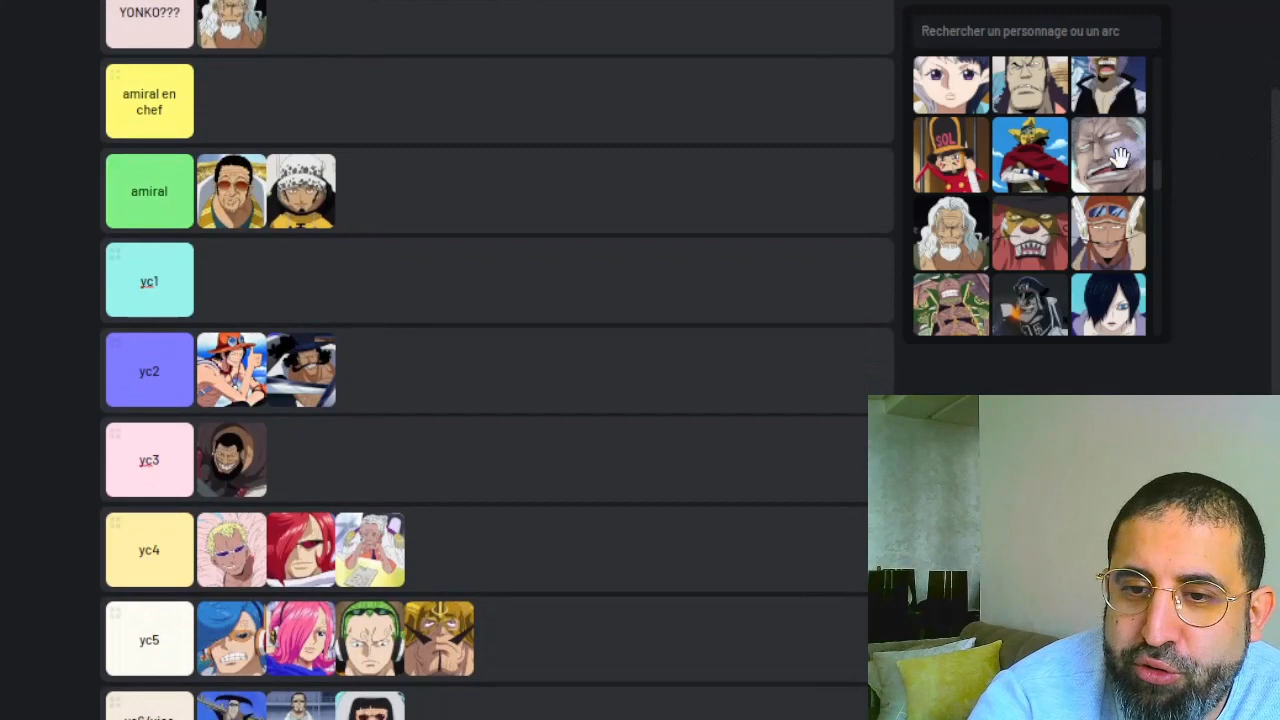 YONKO???
Rechercher un personnage ou un arc
amiral en
chef
SOL
amiral
yc1
yc2
yc3
yc4
yc5